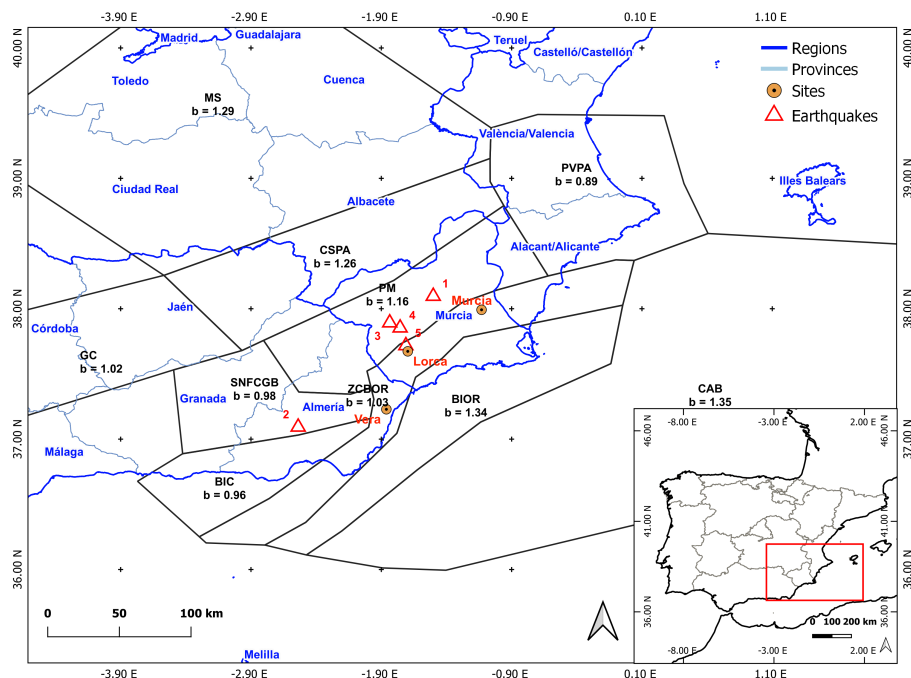 -3.90 E -2.90 E -1.90 E -0.90 E 0.10 E 1.10 E
40.00 N
39.00 N
38.00 N
37.00 N
36.00 N
Madrid
Guadalajara
Teruel
Castelló/Castellón
Toledo
Cuenca
MS
b = 1.29
València/Valencia
PVPA
b = 0.89
Illes Balears
Ciudad Real
Albacete
CSPA
b = 1.26
Alacant/Alicante
PM
b = 1.16
1
Murcia
Murcia
Jaén
3
4
5
Lorca
Córdoba
GC
b = 1.02
SNFCGB
b = 0.98
Granada
ZCBOR
b = 1.03
Almería
2
Vera
BIOR
b = 1.34
CAB
b = 1.35
Málaga
BIC
b = 0.96
Melilla
Regions
Provinces
Sites
Earthquakes
40.00 N
39.00 N
38.00 N
37.00 N
36.00 N
0 50 100 km
-8.00 E -3.00 E 2.00 E
46.00 N
41.00 N
36.00 N
46.00 N
41.00 N
36.00 N
0 100 200 km
-8.00 E -3.00 E 2.00 E
-3.90 E -2.90 E -1.90 E -0.90 E 0.10 E 1.10 E